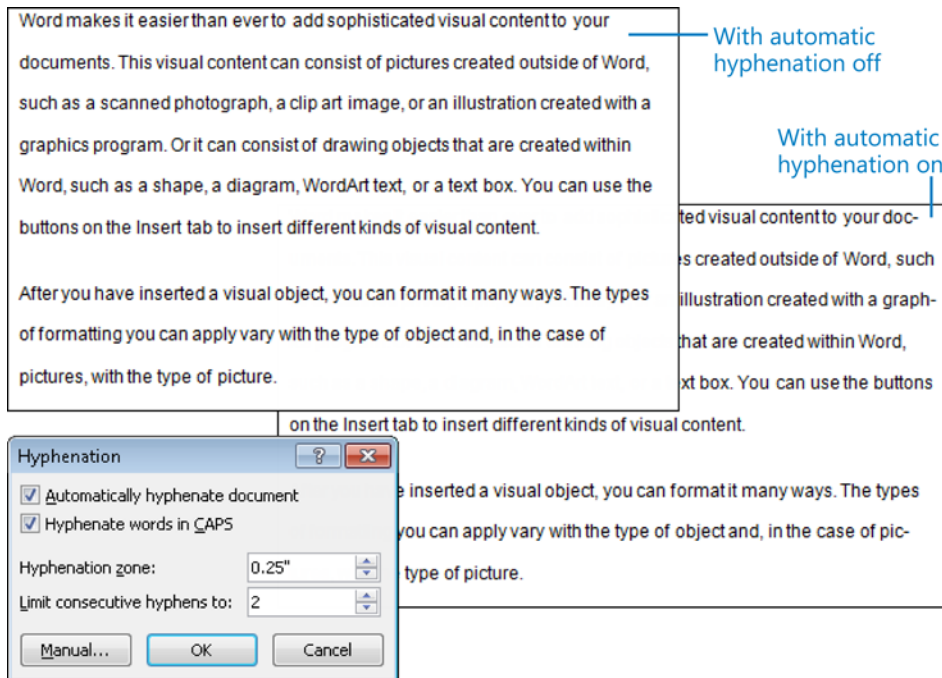 Word makes it easier than ever to add sophisticated visual content to your
documents. This visual content can consist of pictures created outside of Word,
such as a scanned photograph, a clip art image, or an illustration created with a
graphics program. Or it can consist of drawing objects that are created within
Word, such as a shape, a diagram, WordArt text, or a text box. You can use the
buttons on the Insert tab to insert different kinds of visual content.
After you have inserted a visual object, you can format it many ways. The types
of formatting you can apply vary with the type of object and, in the case of
pictures, with the type of picture.
With automatic
hyphenation off
With automatic
hyphenation on
ted visual content to your doc-
s created outside of Word, such
illustration created with a graph-
that are created within Word,
xt box. You can use the buttons
on the Insert tab to insert different kinds of visual content.
e inserted a visual object, you can format it many ways. The types
you can apply vary with the type of object and, in the case of pic-
type of picture.
Hyphenation
Automatically hyphenate document
Hyphenate words in CAPS
Hyphenation zone: 0.25"
Limit consecutive hyphens to: 2
Manual... OK Cancel